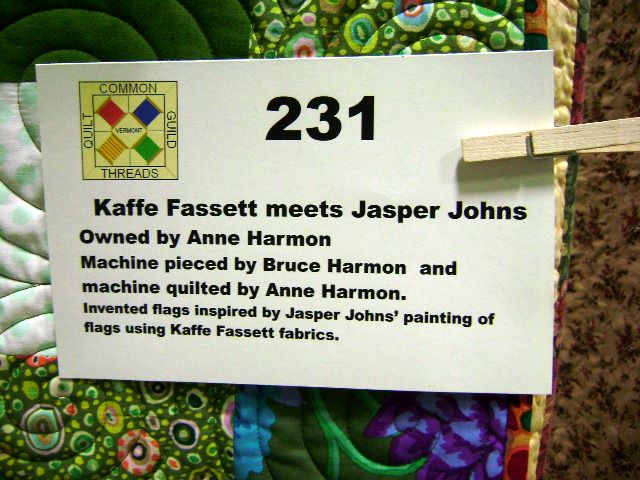 COMMON
QUILT
VERMONT
GUILD
THREADS
231
Kaffe Fassett meets Jasper Johns
Owned by Anne Harmon
Machine pieced by Bruce Harmon and
machine quilted by Anne Harmon.
Invented flags inspired by Jasper Johns' painting of
flags using Kaffe Fassett fabrics.